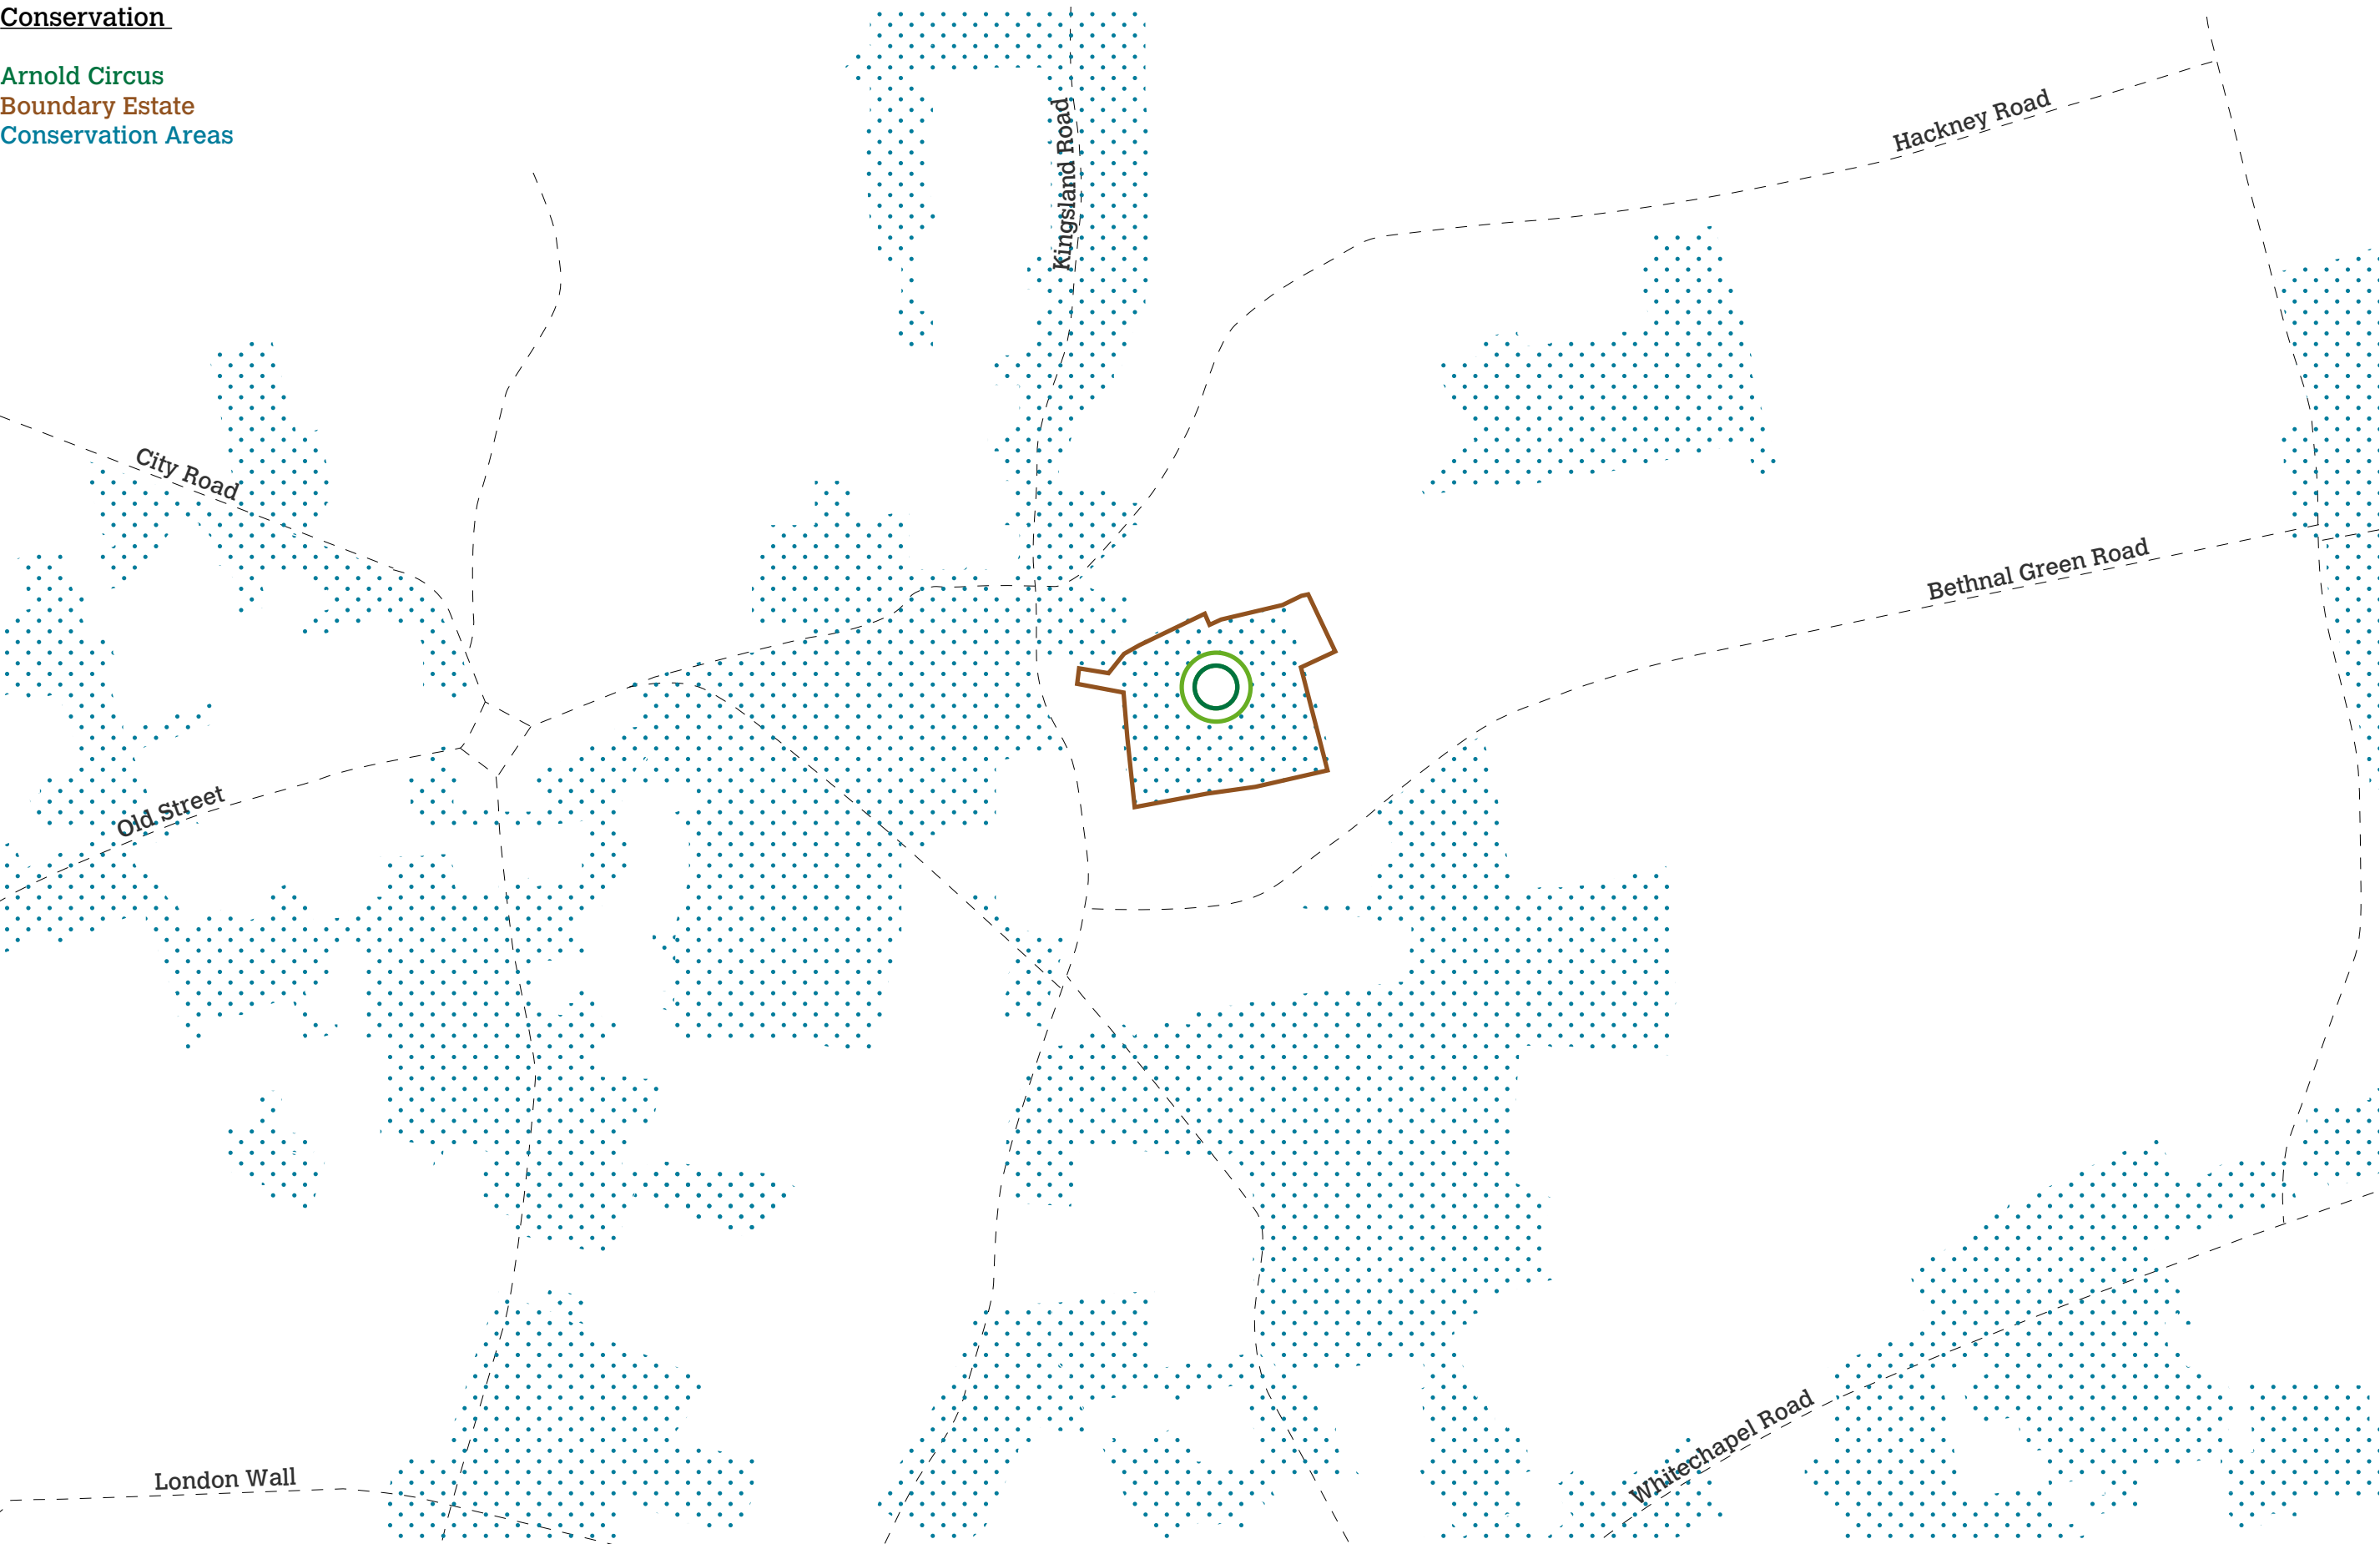 Conservation
Arnold Circus
Boundary Estate
Conservation Areas
Kingsland Road
Hackney Road
City Road
Bethnal Green Road
Old Street
Whitechapel Road
London Wall